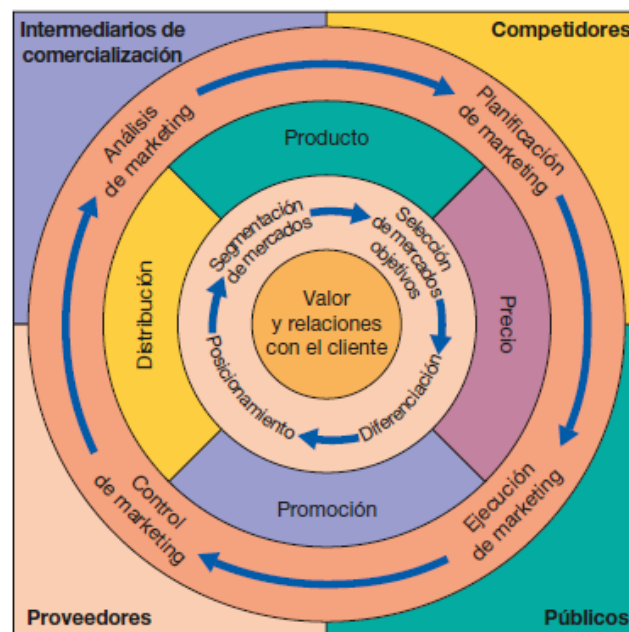 Intermediarios de
comercialización
Competidores
Análisis
de marketing
Planificación
de marketing
Producto
Segmentación
de mercados
Selección
de mercados
objetivos
Distribución
Valor
y relaciones
con el cliente
Precio
Posicionamiento
Diferenciación
Promoción
Control
de marketing
Ejecución
de marketing
Proveedores
Públicos